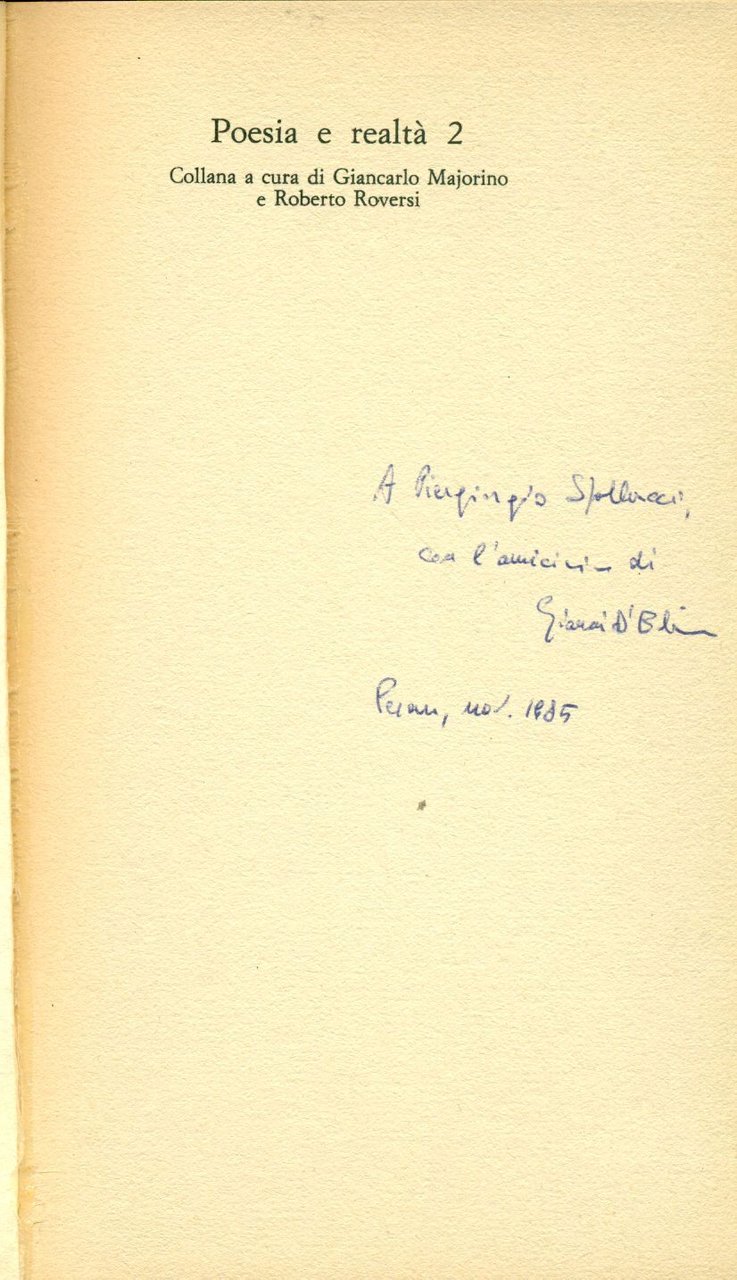 Poesia e realtà 2
Collana a cura di Giancarlo Majorino
e Roberto Roversi
A Piergiorgio
con l'amicizia di
Gianni D'Elia
Pesaro, nov. 1985